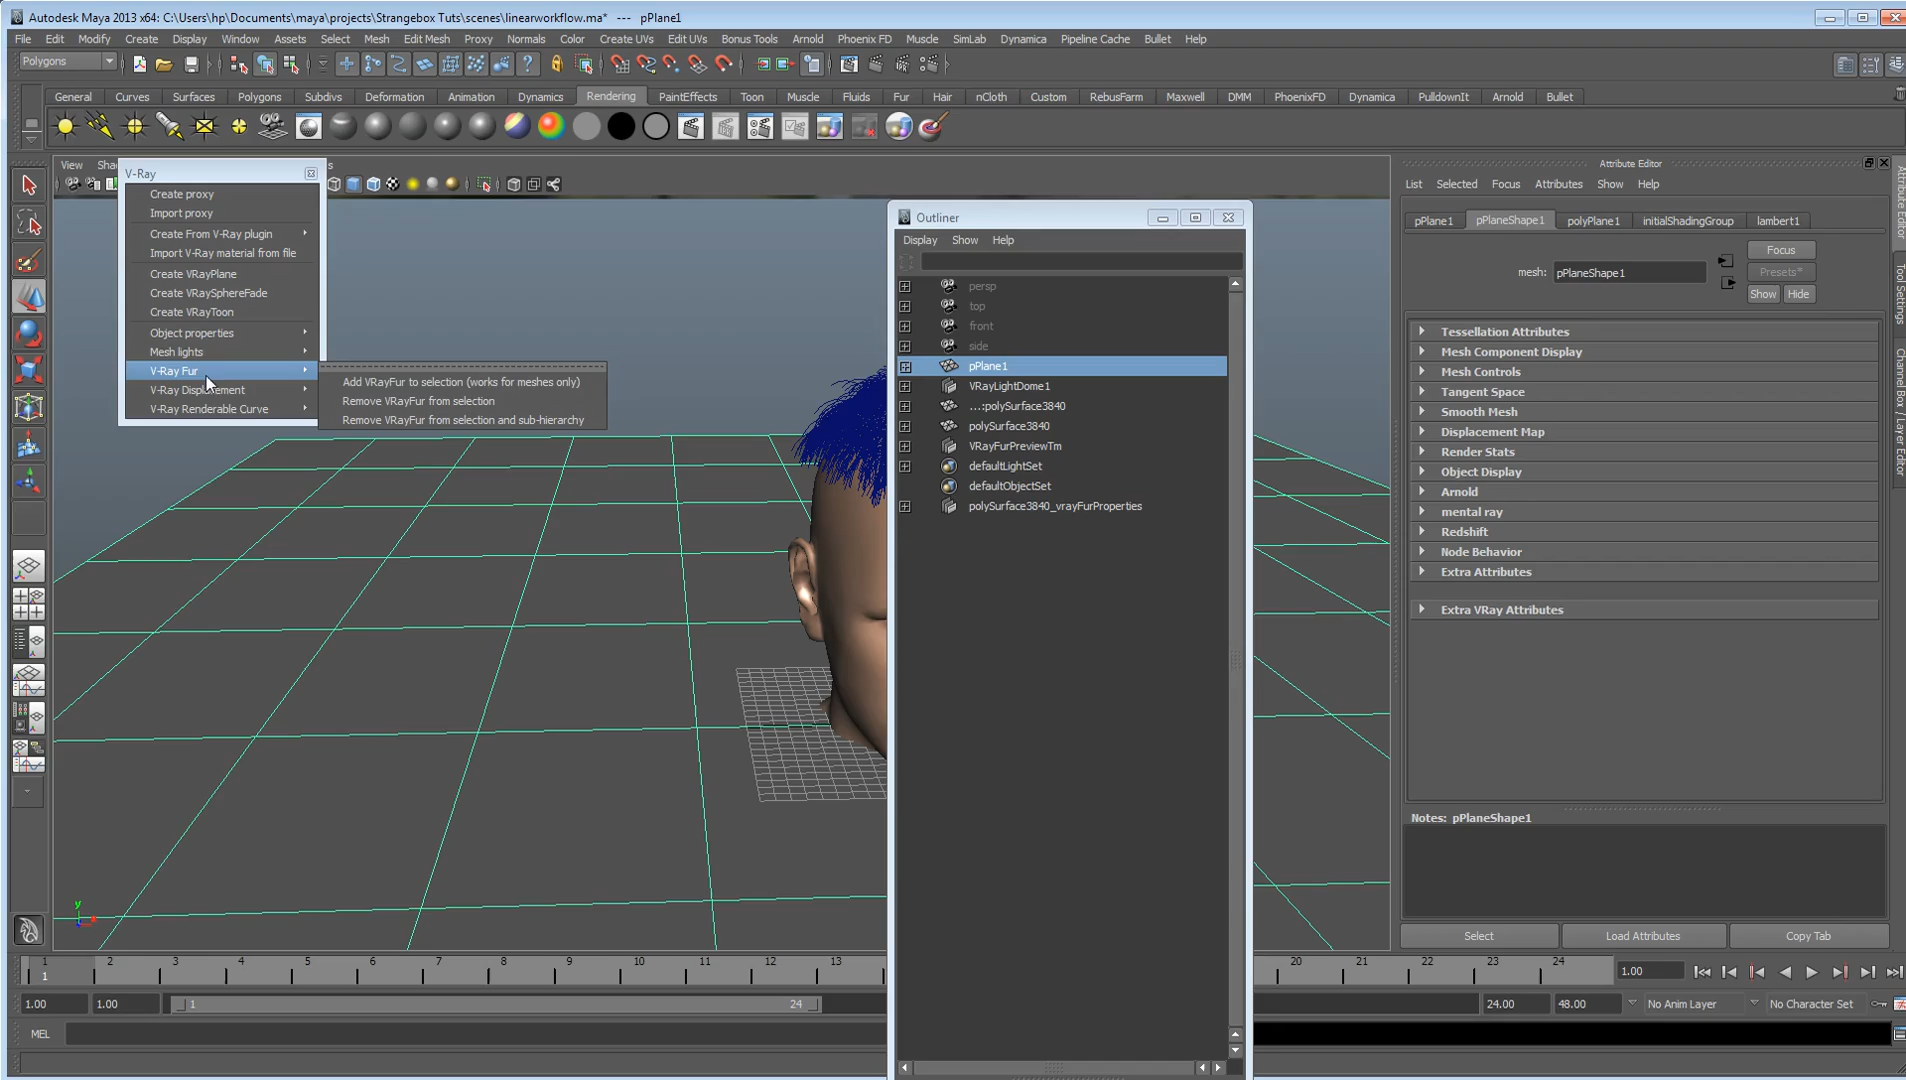 Autodesk Maya 2013 x64: C:\Users\hp\Documents\maya\projects\Strangebox Tuts\scenes\linearworkflow.ma* --- pPlane1
File Edit Modify Create Display Window Assets Select Mesh Edit Mesh Proxy Normals Color Create UVs Edit UVs Bonus Tools Arnold Phoenix FD Muscle SimLab Dynamica Pipeline Cache Bullet Help
Polygons
General Curves Surfaces Polygons Subdivs Deformation Animation Dynamics Rendering PaintEffects Toon Muscle Fluids Fur Hair nCloth Custom RebusFarm Maxwell DMM PhoenixFD Dynamica PulldownIt Arnold Bullet
View
V-Ray
Create proxy
Import proxy
Create From V-Ray plugin
Import V-Ray material from file
Create VRayPlane
Create VRaySphereFade
Create VRayToon
Object properties
Mesh lights
V-Ray Fur
V-Ray Displacement
V-Ray Renderable Curve
Add VRayFur to selection (works for meshes only)
Remove VRayFur from selection
Remove VRayFur from selection and sub-hierarchy
Outliner
Display Show Help
persp
top
front
side
pPlane1
VRayLightDome1
...:polySurface3840
polySurface3840
VRayFurPreviewTm
defaultLightSet
defaultObjectSet
polySurface3840_vrayFurProperties
Attribute Editor
List Selected Focus Attributes Show Help
pPlane1 pPlaneShape1 polyPlane1 initialShadingGroup lambert1
mesh: pPlaneShape1
Focus
Presets*
Show Hide
Tessellation Attributes
Mesh Component Display
Mesh Controls
Tangent Space
Smooth Mesh
Displacement Map
Render Stats
Object Display
Arnold
mental ray
Redshift
Node Behavior
Extra Attributes
Extra VRay Attributes
Notes: pPlaneShape1
Select Load Attributes Copy Tab
Attribute Editor
Tool Settings
Channel Box / Layer Editor
y
1 2 3 4 5 6 7 8 9 10 11 12 13 20 21 22 23 24
1
1.00
1.00 1.00 1 24 24.00 48.00 No Anim Layer No Character Set
MEL